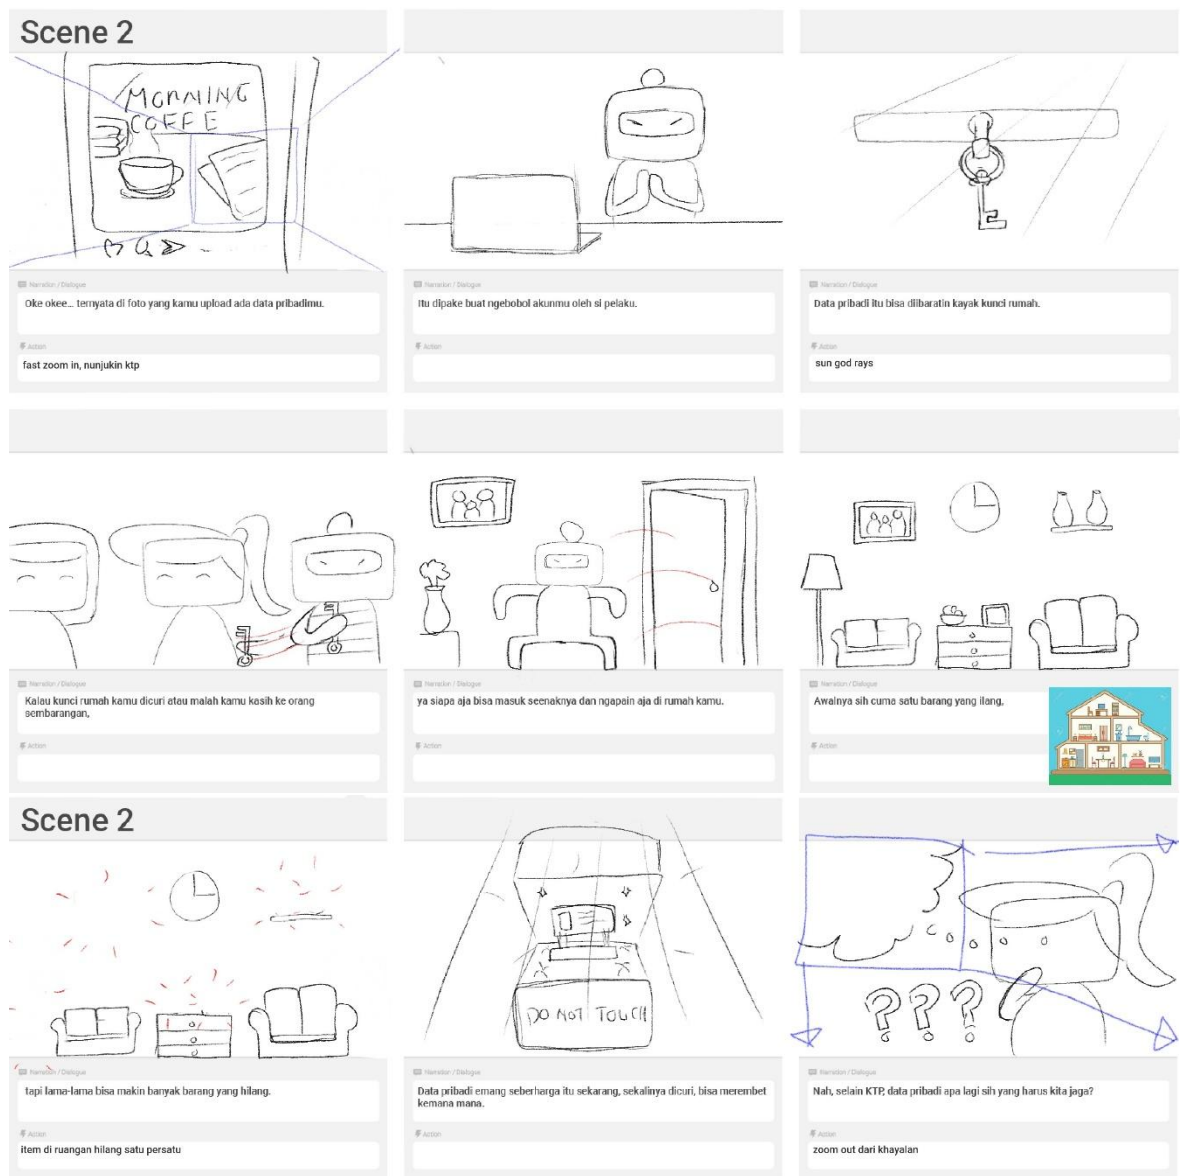 Scene 2
MORNING
COFFE
Narration / Dialogue
Oke okee... ternyata di foto yang kamu upload ada data pribadimu.
Action
fast zoom in, nunjukin ktp
Narration / Dialogue
Itu dipake buat ngebobol akunmu oleh si pelaku.
Action
Narration / Dialogue
Data pribadi itu bisa diibaratin kayak kunci rumah.
Action
sun god rays
Narration / Dialogue
Kalau kunci rumah kamu dicuri atau malah kamu kasih ke orang
sembarangan,
Action
Narration / Dialogue
ya siapa aja bisa masuk seenaknya dan ngapain aja di rumah kamu.
Action
Narration / Dialogue
Awalnya sih cuma satu barang yang ilang,
Action
Scene 2
Narration / Dialogue
tapi lama-lama bisa makin banyak barang yang hilang.
Action
item di ruangan hilang satu persatu
DO NOT TOUCH
Narration / Dialogue
Data pribadi emang seberharga itu sekarang, sekalinya dicuri, bisa merembet
kemana mana.
Action
???
Narration / Dialogue
Nah, selain KTP, data pribadi apa lagi sih yang harus kita jaga?
Action
zoom out dari khayalan